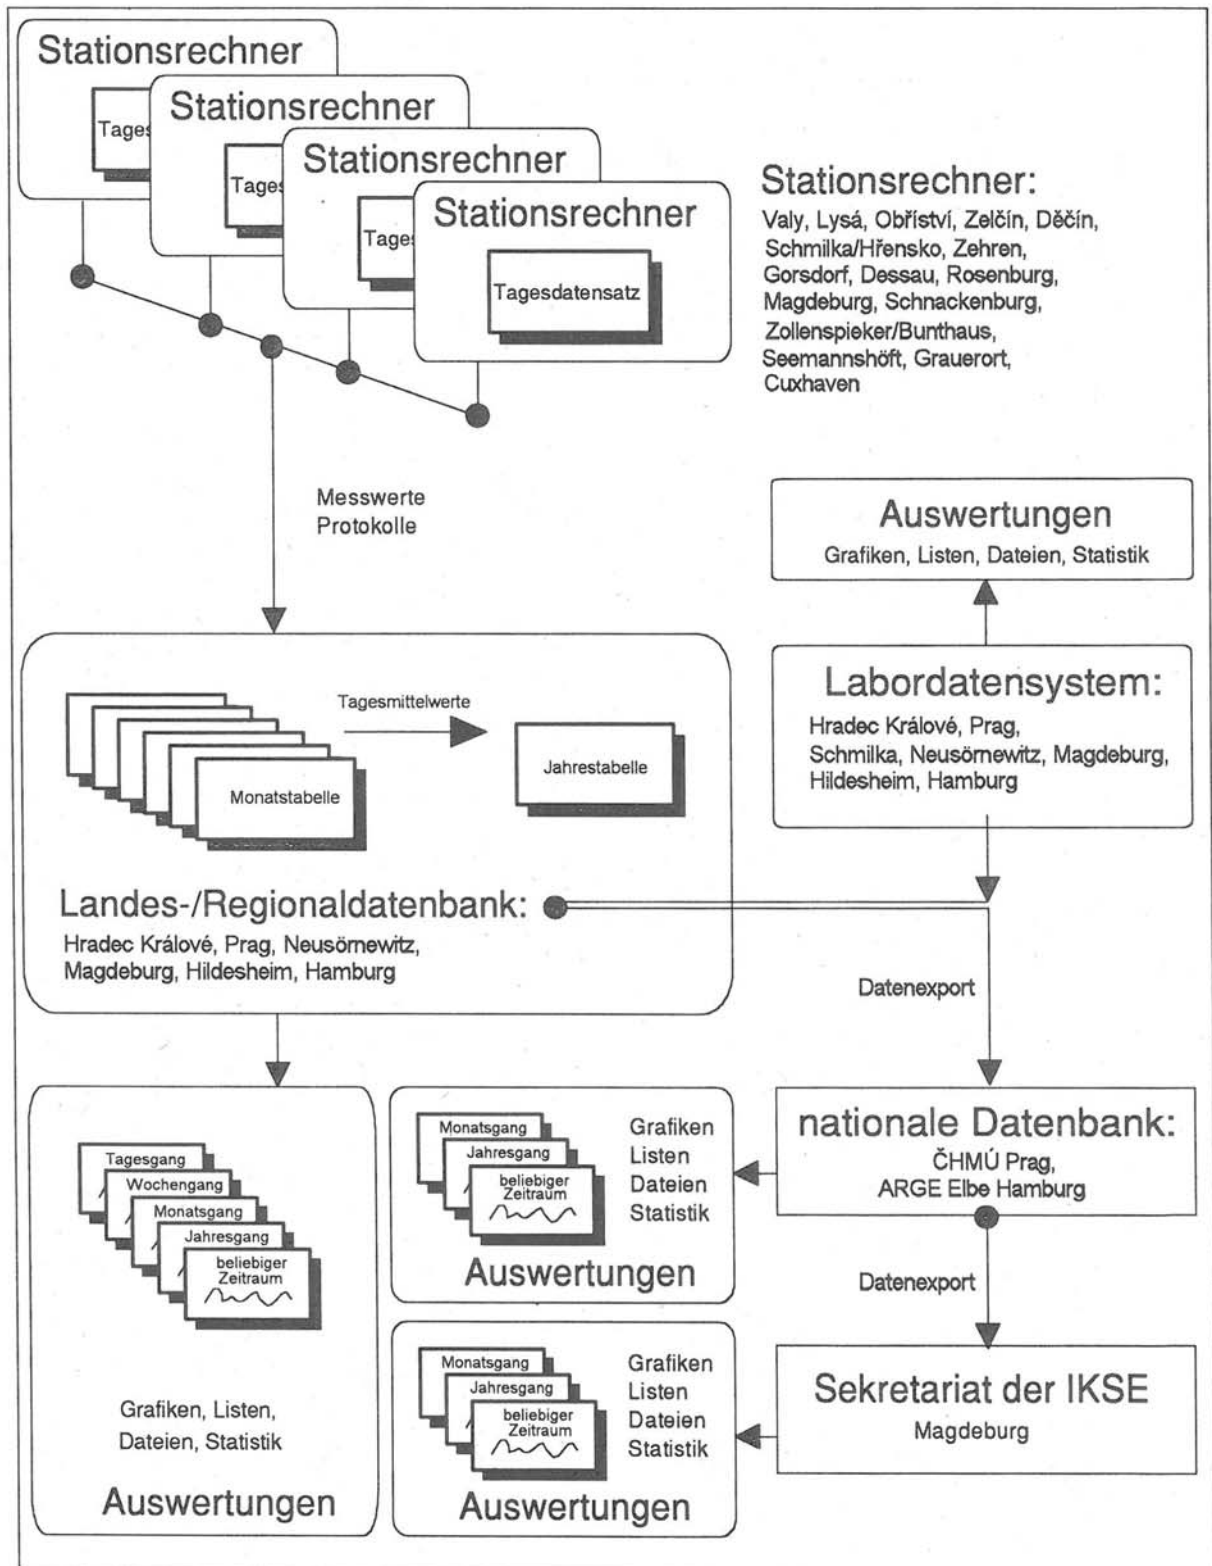 Stationsrechner
Tages
Stationsrechner
Tages
Stationsrechner
Tages
Stationsrechner
Tagesdatensatz
Stationsrechner:
Valy, Lysá, Obříství, Zelčín, Děčín,
Schmilka/Hřensko, Zehren,
Gorsdorf, Dessau, Rosenburg,
Magdeburg, Schnackenburg,
Zollenspieker/Bunthaus,
Seemannshöft, Grauerort,
Cuxhaven
Messwerte
Protokolle
Auswertungen
Grafiken, Listen, Dateien, Statistik
Labordatensystem:
Hradec Králové, Prag,
Schmilka, Neusörnewitz, Magdeburg,
Hildesheim, Hamburg
Tagesmittelwerte
Monatstabelle
Jahrestabelle
Landes-/Regionaldatenbank:
Hradec Králové, Prag, Neusörnewitz,
Magdeburg, Hildesheim, Hamburg
Datenexport
Tagesgang
Wochengang
Monatsgang
Jahresgang
beliebiger
Zeitraum
Grafiken, Listen,
Dateien, Statistik
Auswertungen
Monatsgang
Jahresgang
beliebiger
Zeitraum
Grafiken
Listen
Dateien
Statistik
Auswertungen
nationale Datenbank:
ČHMÚ Prag,
ARGE Elbe Hamburg
Datenexport
Monatsgang
Jahresgang
beliebiger
Zeitraum
Grafiken
Listen
Dateien
Statistik
Auswertungen
Sekretariat der IKSE
Magdeburg